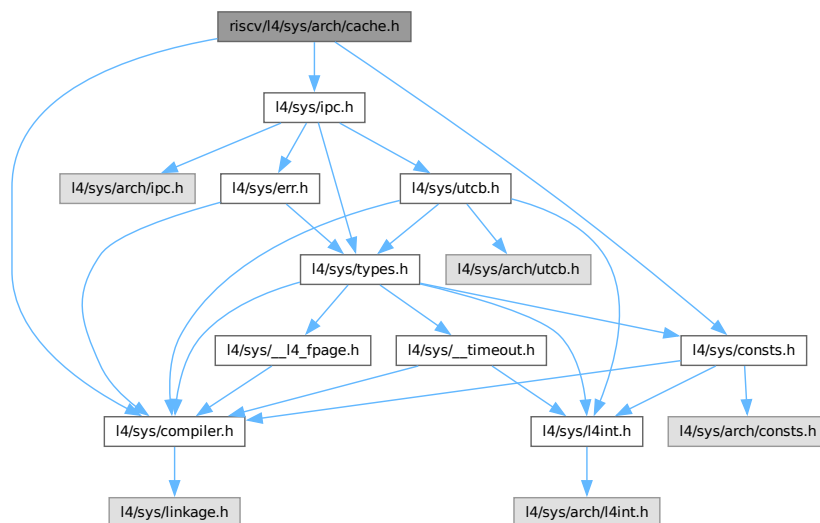 riscv/l4/sys/arch/cache.h
l4/sys/ipc.h
l4/sys/arch/ipc.h
l4/sys/err.h
l4/sys/utcb.h
l4/sys/types.h
l4/sys/arch/utcb.h
l4/sys/__l4_fpage.h
l4/sys/__timeout.h
l4/sys/consts.h
l4/sys/compiler.h
l4/sys/l4int.h
l4/sys/arch/consts.h
l4/sys/linkage.h
l4/sys/arch/l4int.h